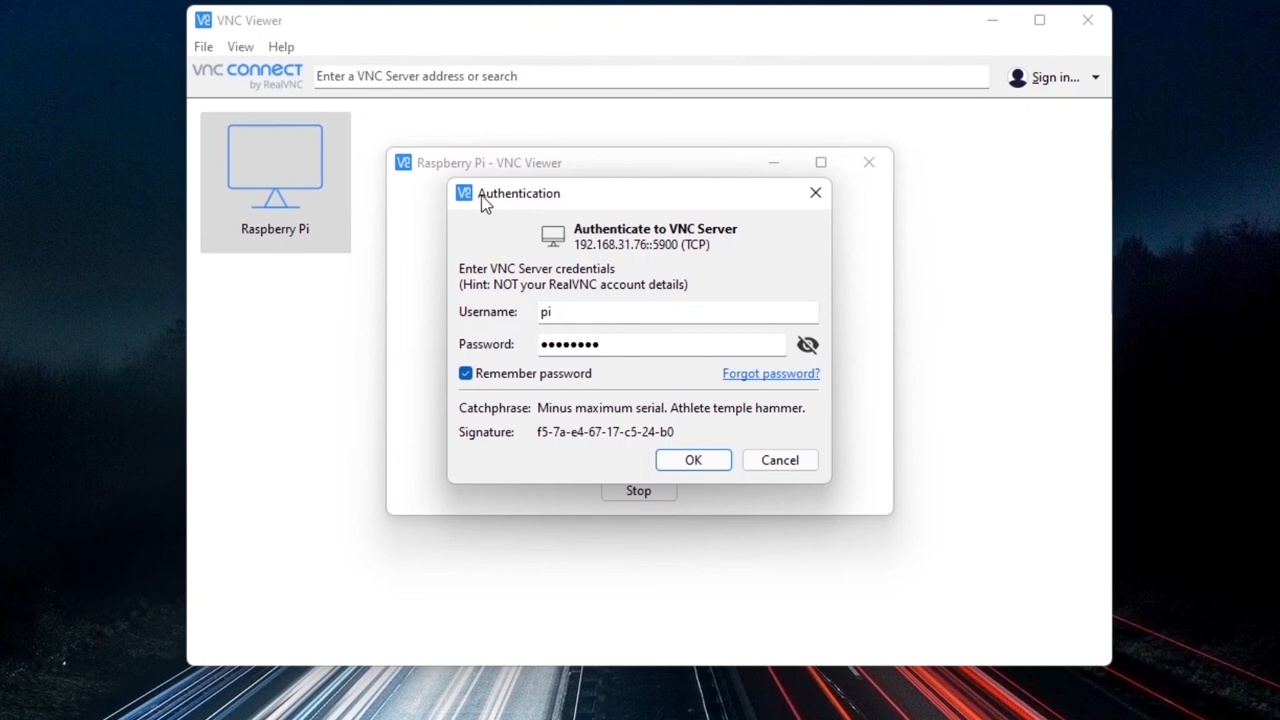 VNC Viewer
File View Help
VNC CONNECT
by RealVNC
Enter a VNC Server address or search
Sign in...
Raspberry Pi
Raspberry Pi - VNC Viewer
Authentication
Authenticate to VNC Server
192.168.31.76::5900 (TCP)
Enter VNC Server credentials
(Hint: NOT your RealVNC account details)
Username: pi
Password: ••••••••
Remember password
Forgot password?
Catchphrase: Minus maximum serial. Athlete temple hammer.
Signature: f5-7a-e4-67-17-c5-24-b0
OK Cancel
Stop